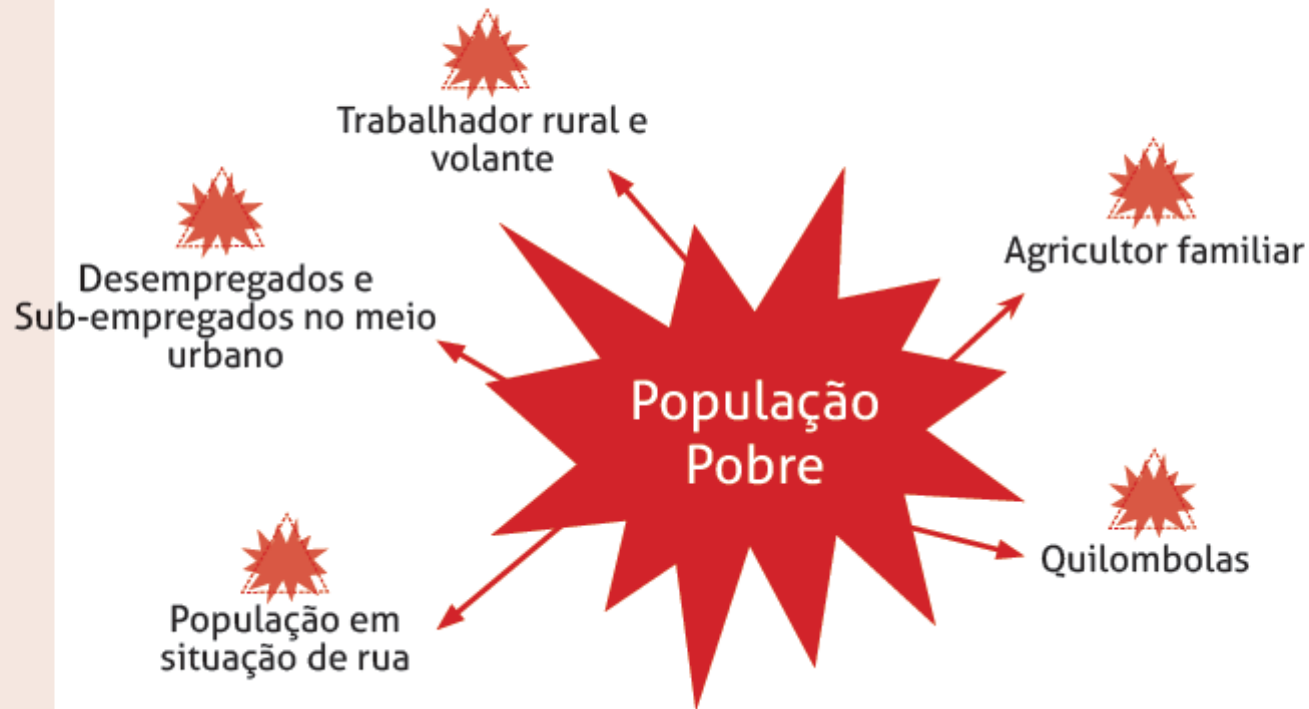 Trabalhador rural e
volante
Agricultor familiar
Desempregados e
Sub-empregados no meio
urbano
População
Pobre
Quilombolas
População em
situação de rua